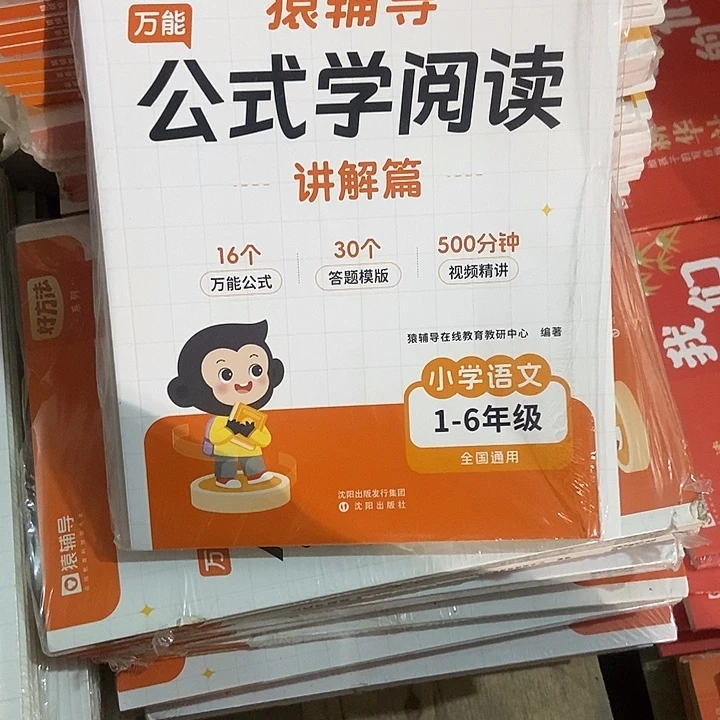 猿辅导
万能
公式学阅读
讲解篇
16个
万能公式
30个
答题模版
500分钟
视频精讲
猿辅导在线教育教研中心 编著
小学语文
1-6年级
全国通用
沈阳出版发行集团
沈阳出版社
好方法
系列
猿辅导
万
我们
新华